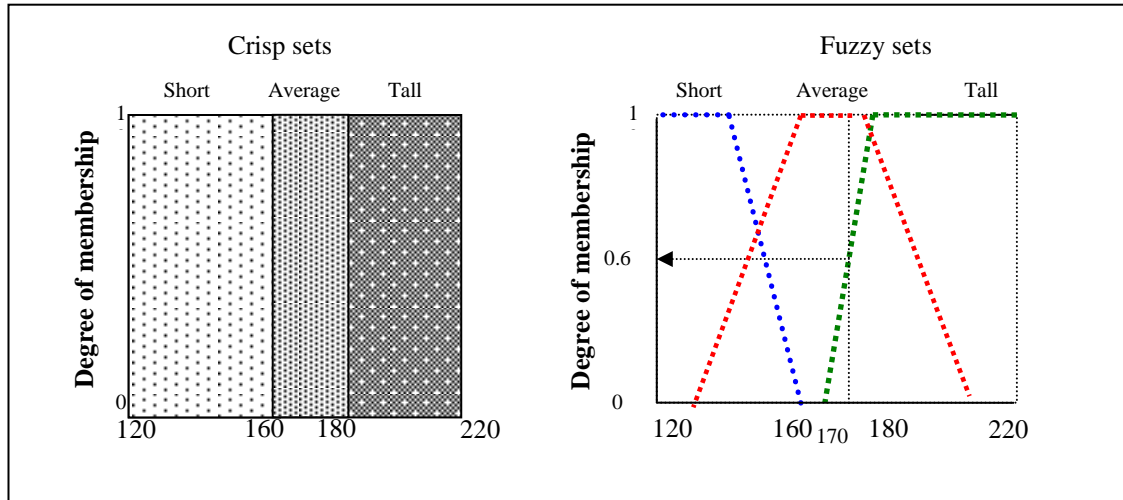 Crisp sets
Short Average Tall
1
Degree of membership
0
120 160 180 220
Fuzzy sets
Short Average Tall
1
0.6
Degree of membership
0
120 160 170 180 220